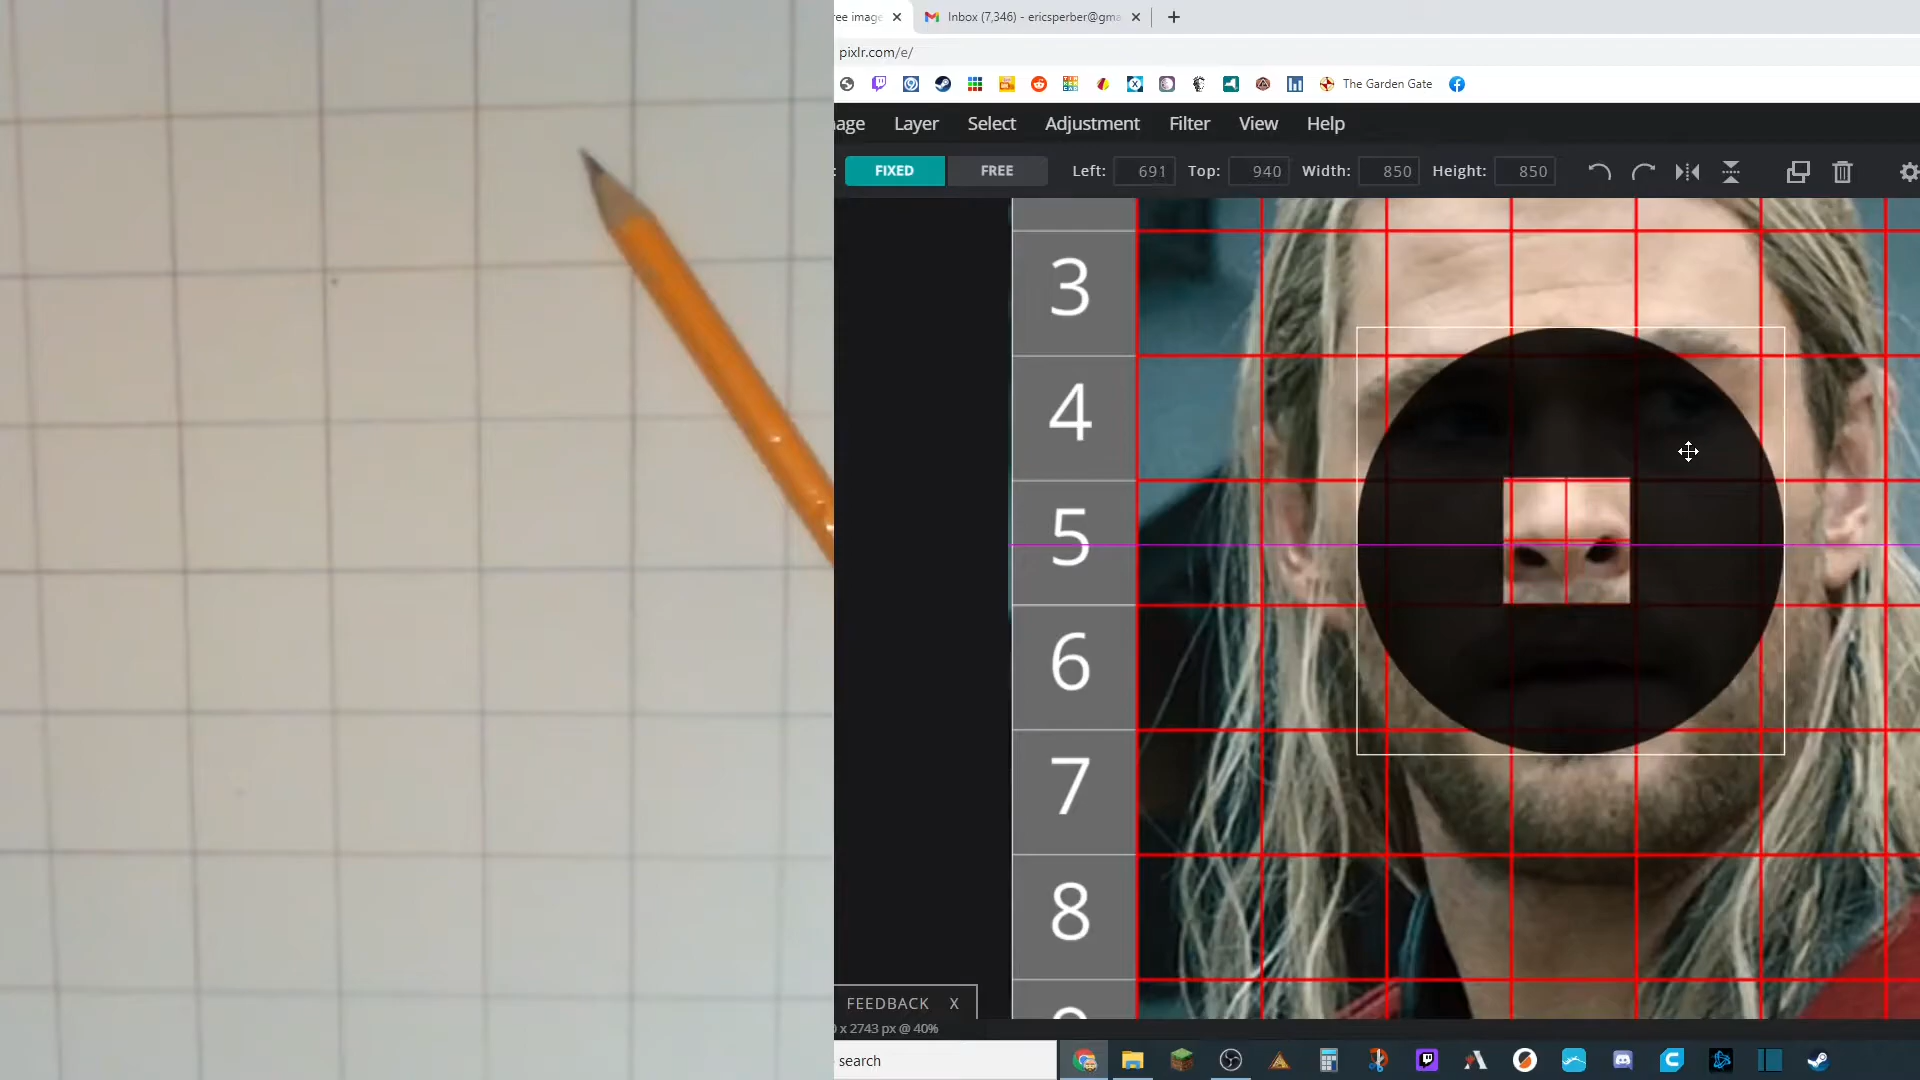 ree image
Inbox (7,346) - ericsperber@gma
pixlr.com/e/
The Garden Gate
age Layer Select Adjustment Filter View Help
: FIXED FREE Left: 691 Top: 940 Width: 850 Height: 850
3
4
5
6
7
8
FEEDBACK X
x 2743 px @ 40%
search